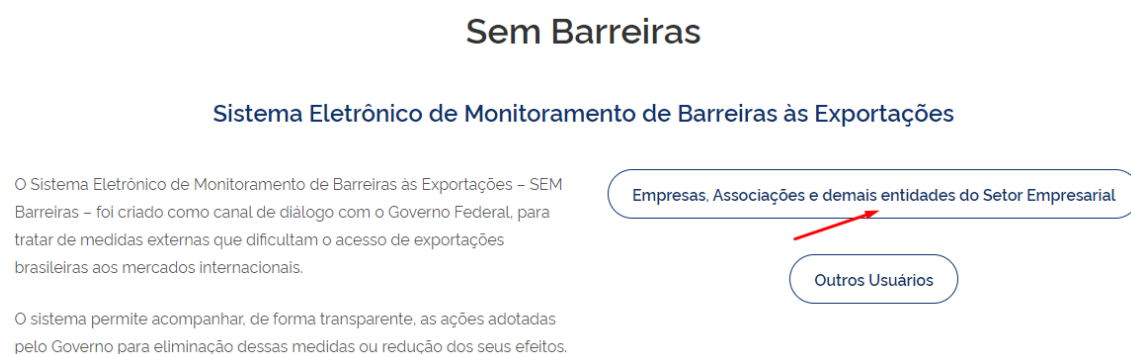 Sem Barreiras
Sistema Eletrônico de Monitoramento de Barreiras às Exportações
O Sistema Eletrônico de Monitoramento de Barreiras às Exportações – SEM
Barreiras – foi criado como canal de diálogo com o Governo Federal, para
tratar de medidas externas que dificultam o acesso de exportações
brasileiras aos mercados internacionais.
O sistema permite acompanhar, de forma transparente, as ações adotadas
pelo Governo para eliminação dessas medidas ou redução dos seus efeitos.
Empresas, Associações e demais entidades do Setor Empresarial
Outros Usuários